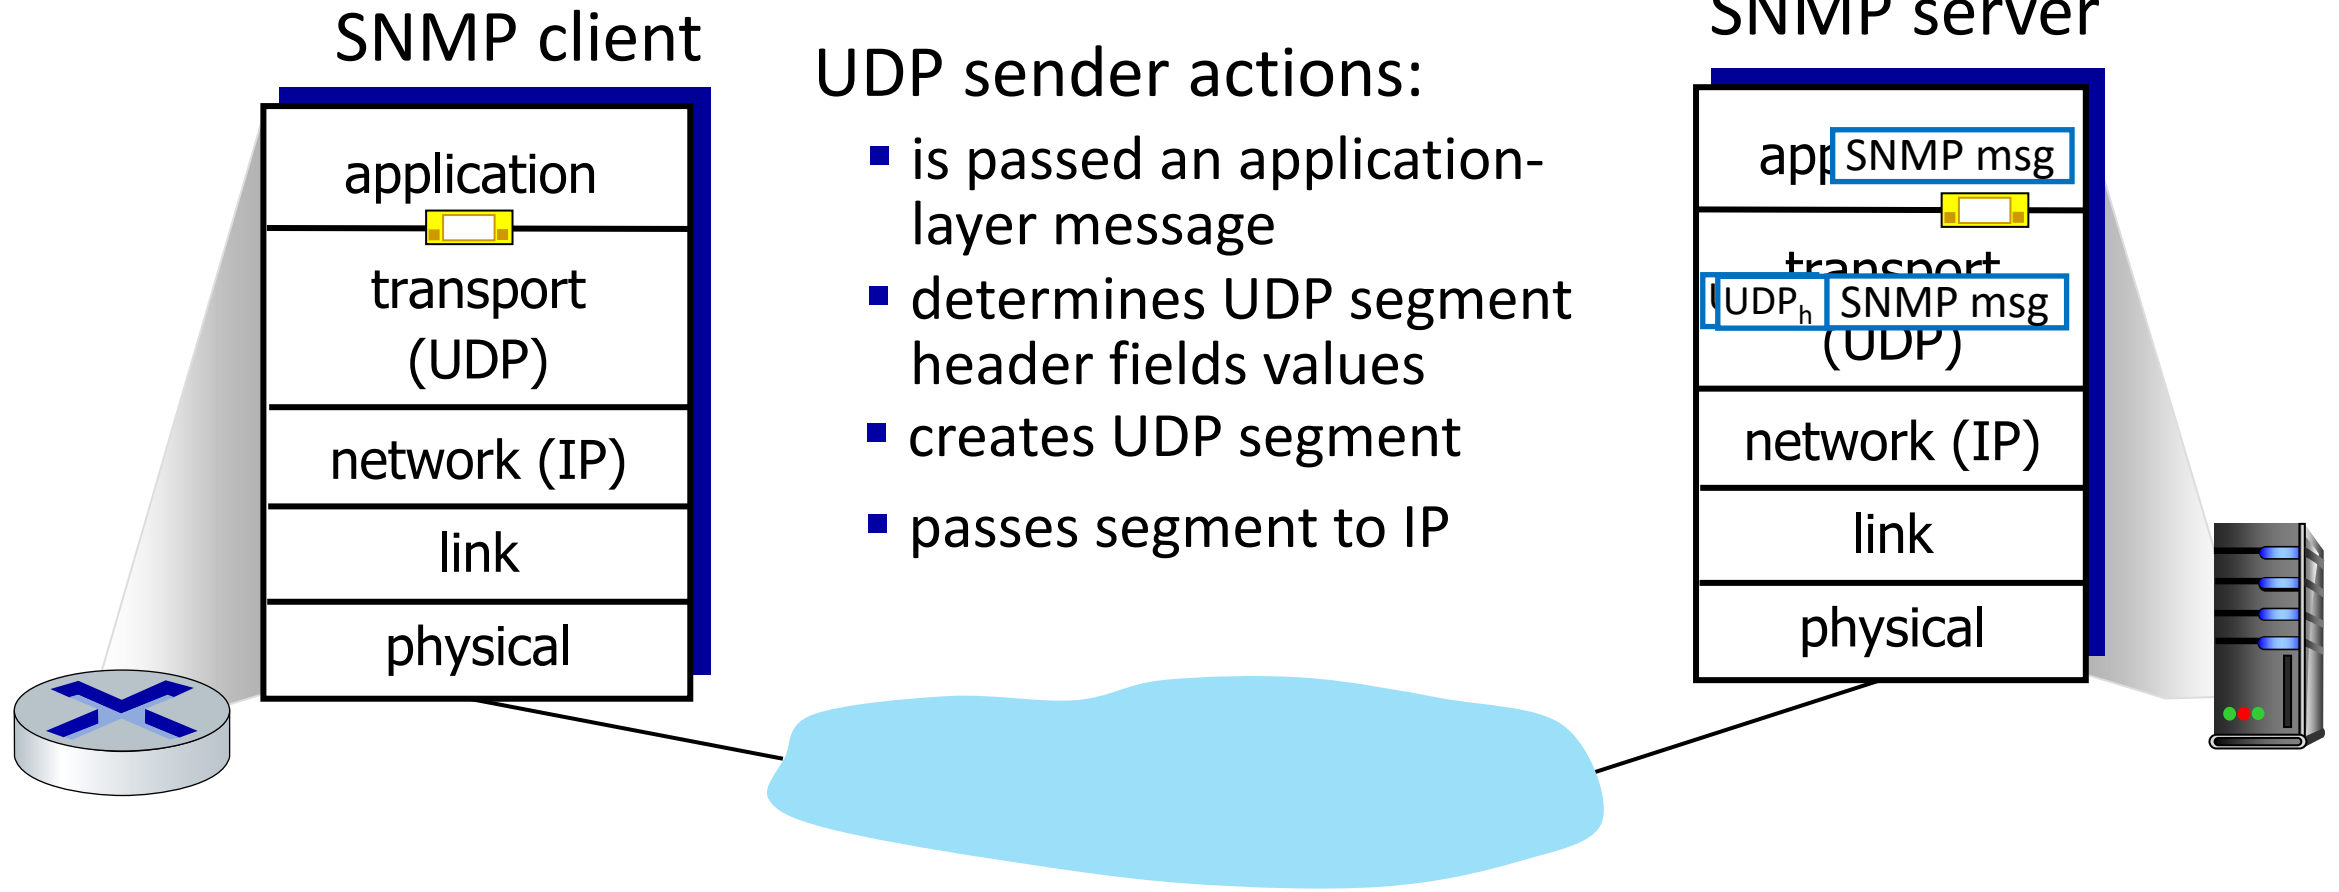 SNMP client
application
transport
(UDP)
network (IP)
link
physical
UDP sender actions:
is passed an application-
layer message
determines UDP segment
header fields values
creates UDP segment
passes segment to IP
SNMP server
app SNMP msg
transport
UDPh SNMP msg
(UDP)
network (IP)
link
physical